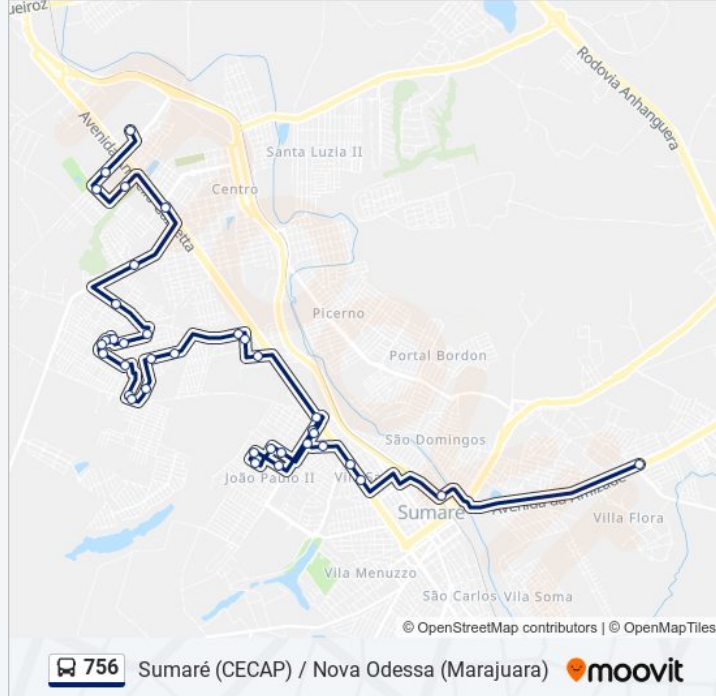 ueiroz
Rodovia Anhanguera
Santa Luzia II
Centro
Picerno
Portal Bordon
São Domingos
João Paulo II
Sumaré
Avenida da Amizade
Villa Flora
Vila Menuzzo
São Carlos
Vila Soma
© OpenStreetMap contributors | © OpenMapTiles
756 Sumaré (CECAP) / Nova Odessa (Marajuara) moovit